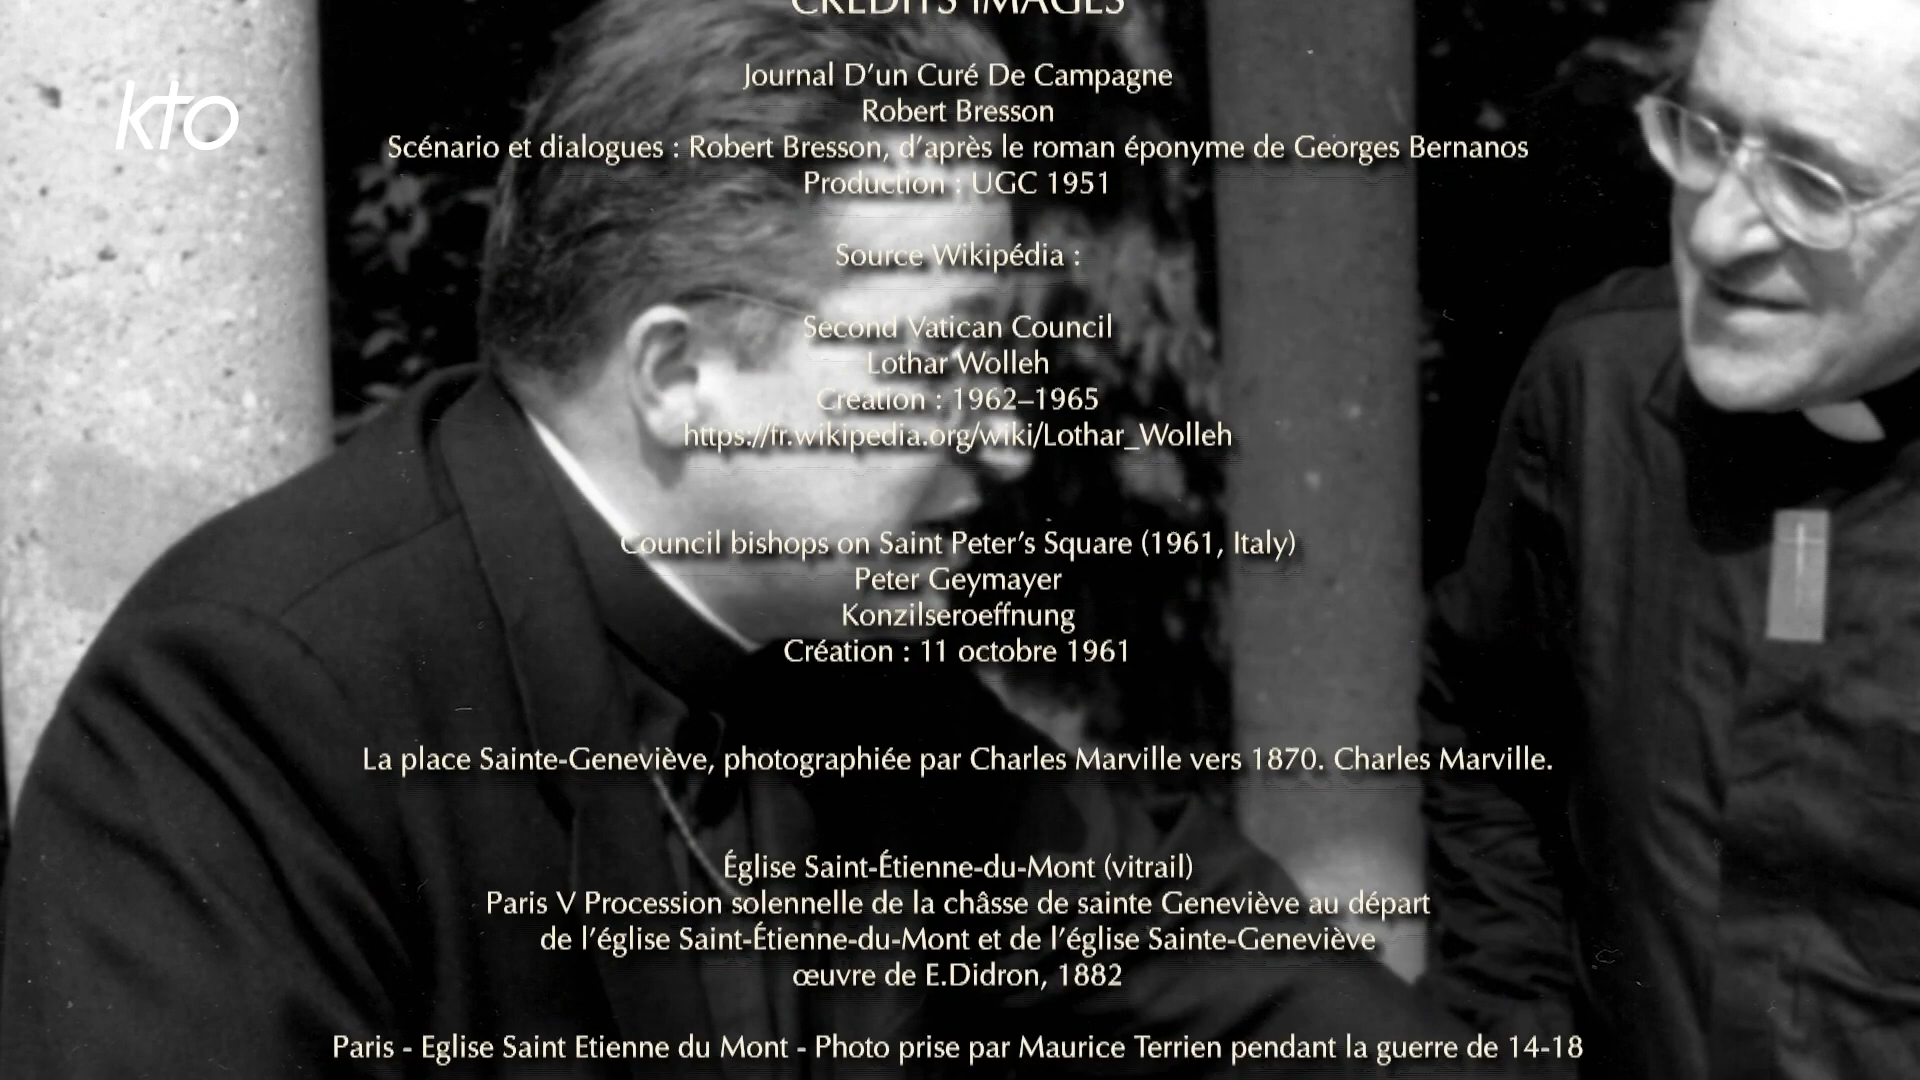 CRÉDITS IMAGES
kto
Journal D'un Curé De Campagne
Robert Bresson
Scénario et dialogues : Robert Bresson, d'après le roman éponyme de Georges Bernanos
Production : UGC 1951
Source Wikipédia :
Second Vatican Council
Lothar Wolleh
Création : 1962–1965
https://fr.wikipedia.org/wiki/Lothar_Wolleh
Council bishops on Saint Peter's Square (1961, Italy)
Peter Geymayer
Konzilseroeffnung
Création : 11 octobre 1961
La place Sainte-Geneviève, photographiée par Charles Marville vers 1870. Charles Marville.
Église Saint-Étienne-du-Mont (vitrail)
Paris V Procession solennelle de la châsse de sainte Geneviève au départ
de l'église Saint-Étienne-du-Mont et de l'église Sainte-Geneviève
œuvre de E.Didron, 1882
Paris - Eglise Saint Etienne du Mont - Photo prise par Maurice Terrien pendant la guerre de 14-18